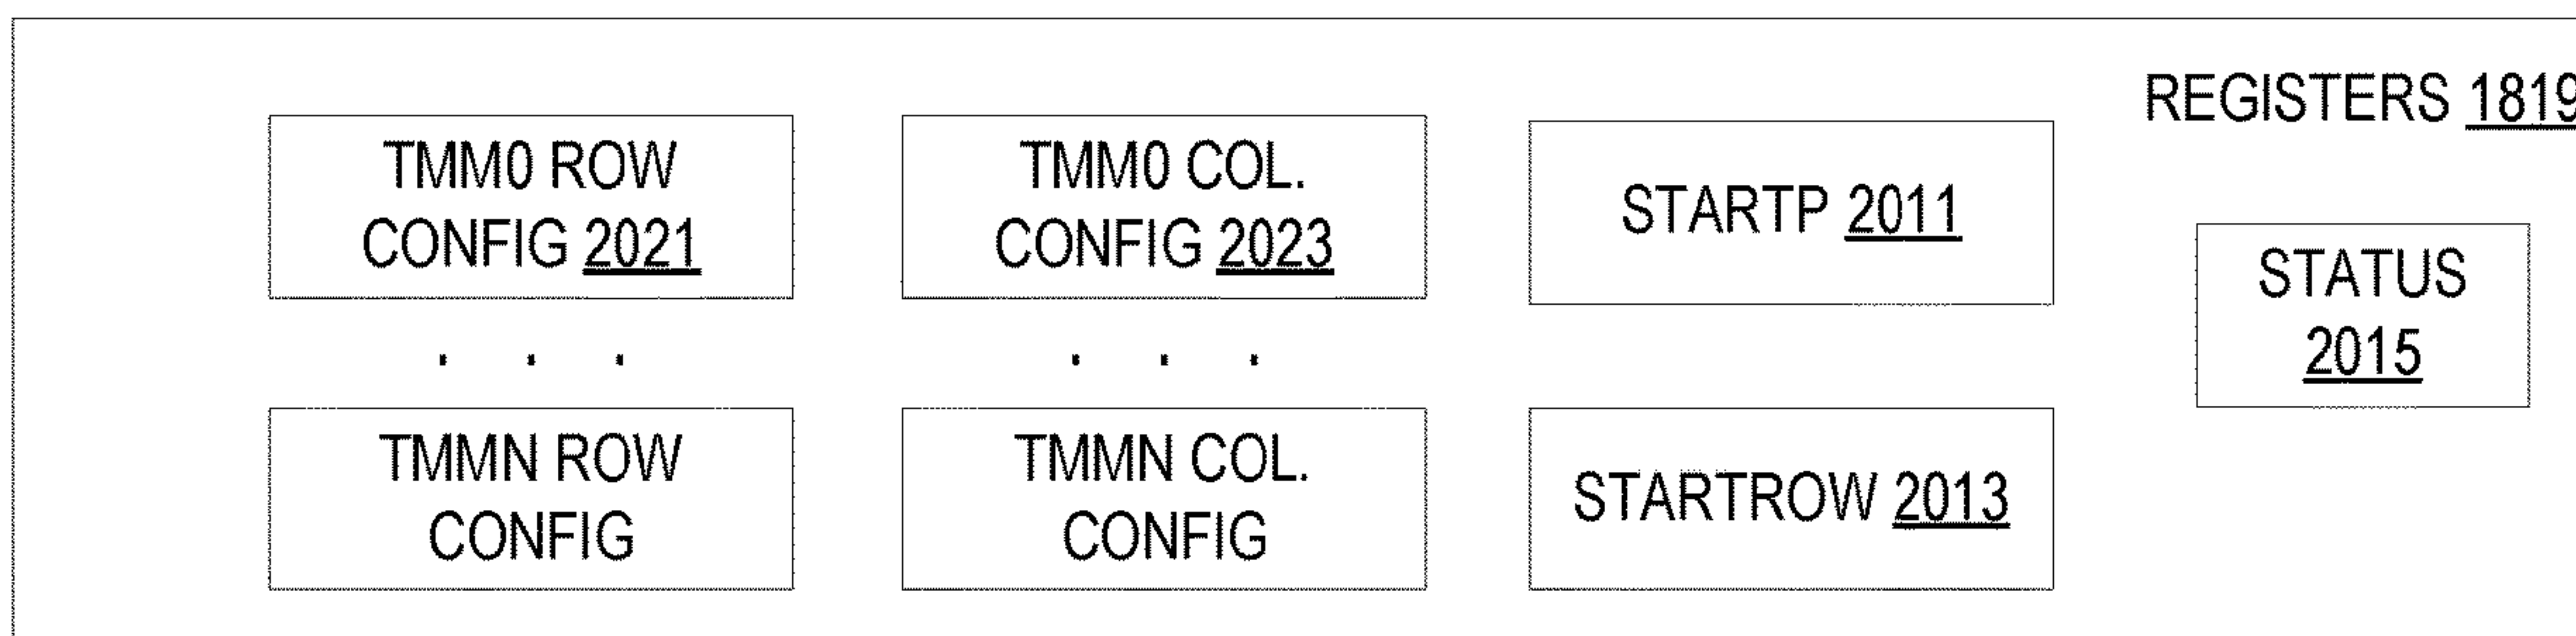 REGISTERS 1819
TMM0 ROW
CONFIG 2021
TMM0 COL.
CONFIG 2023
STARTP 2011
STATUS
2015
. . .
. . .
TMMN ROW
CONFIG
TMMN COL.
CONFIG
STARTROW 2013